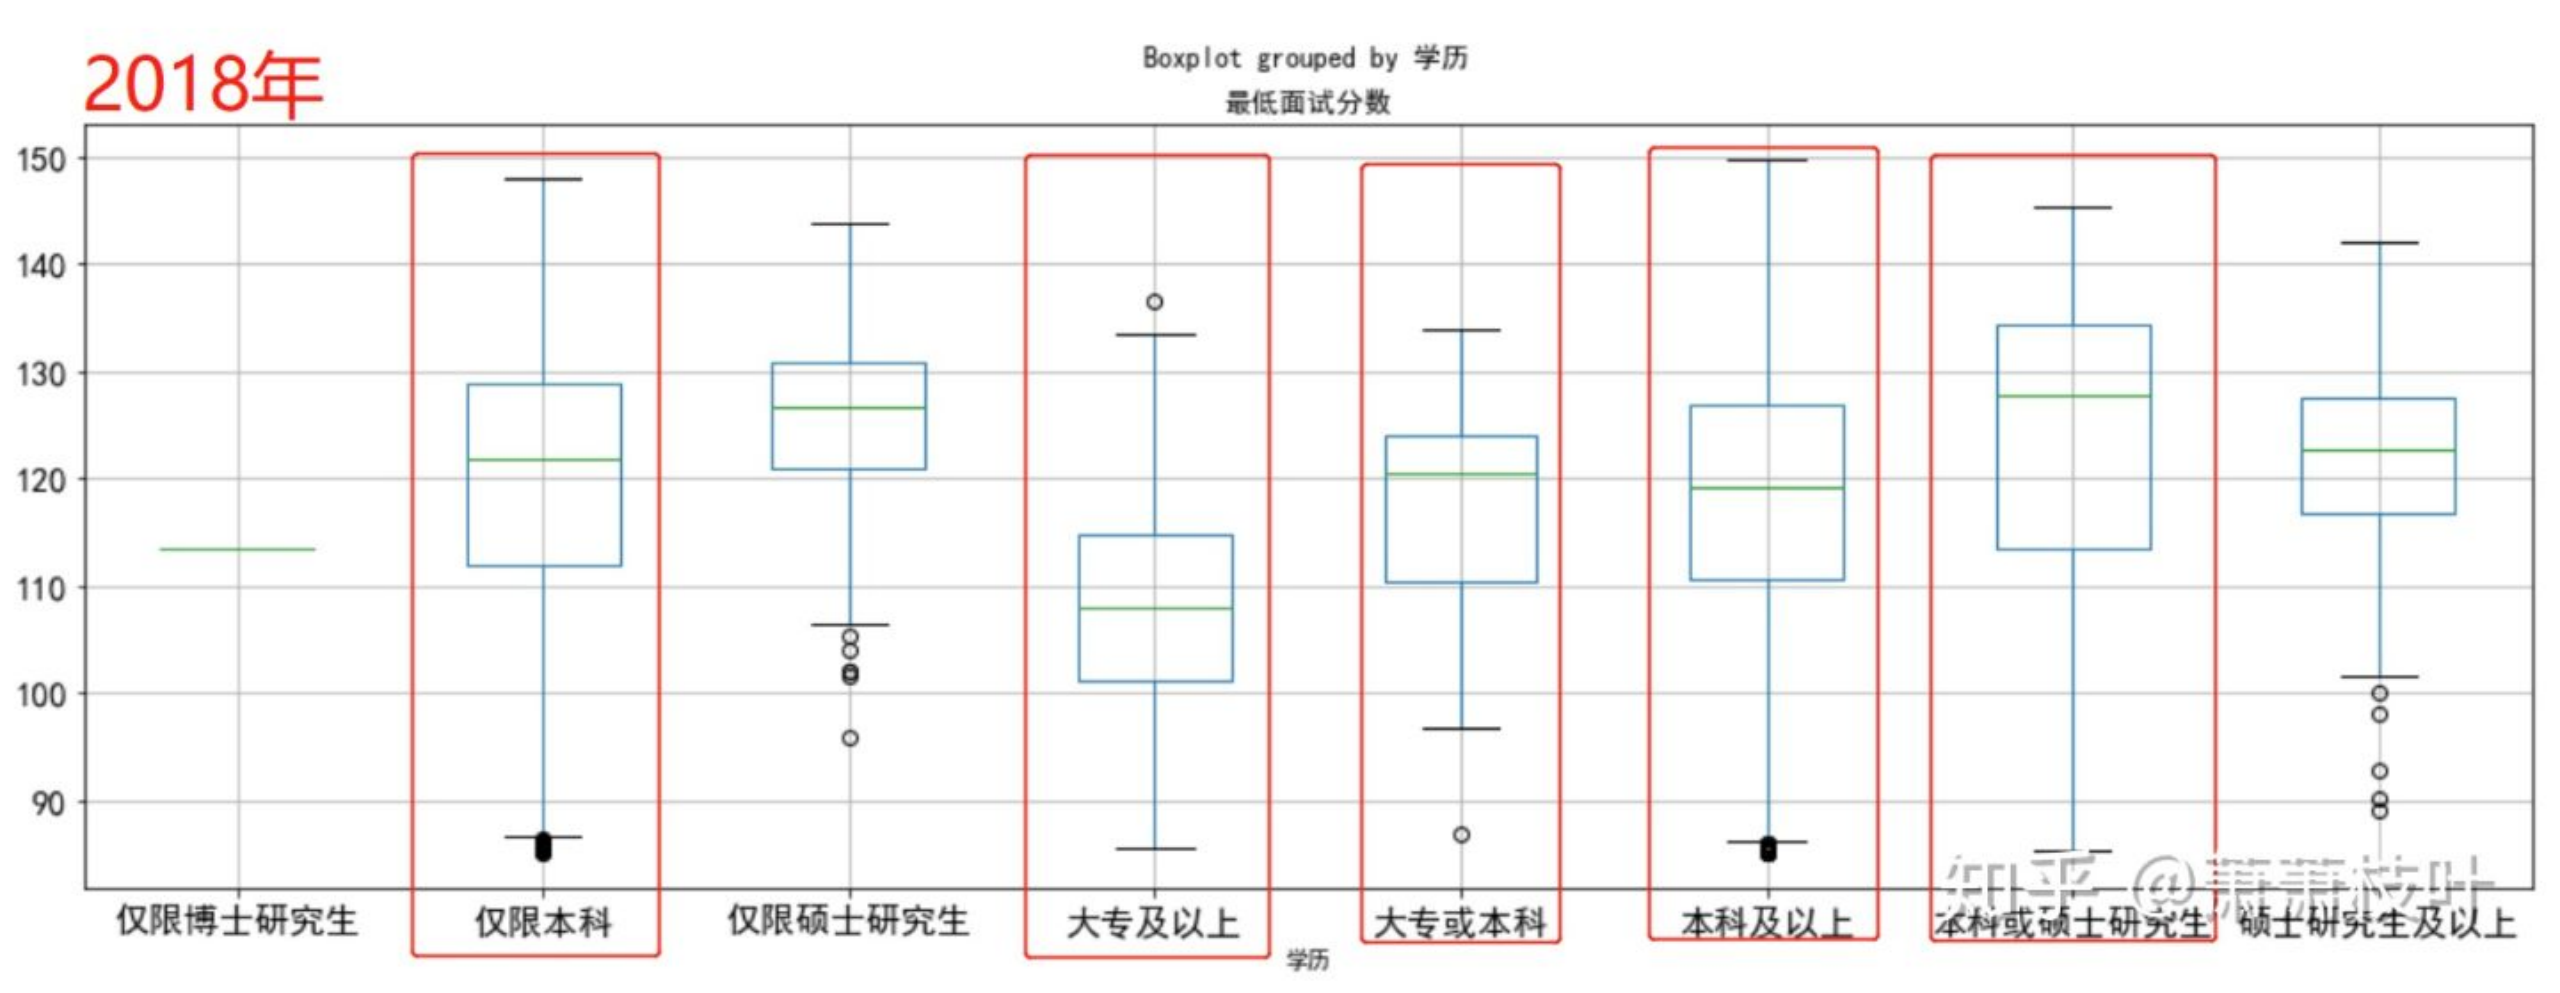 2018年
Boxplot grouped by 学历
最低面试分数
150
140
130
120
110
100
90
仅限博士研究生 仅限本科 仅限硕士研究生 大专及以上 大专或本科 本科及以上 本科或硕士研究生 硕士研究生及以上
学历
知乎 @萧萧枝叶